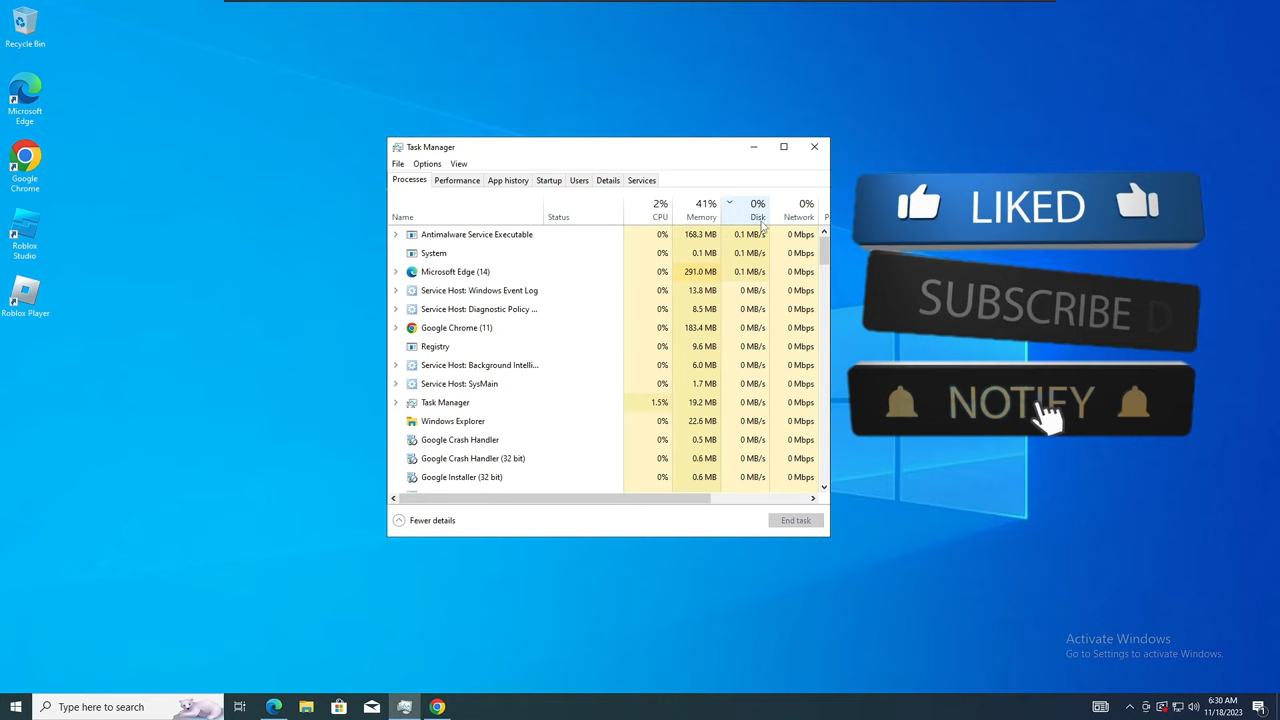 Recycle Bin
Microsoft
Edge
Google
Chrome
Roblox
Studio
Roblox Player
Task Manager
File Options View
Processes Performance App history Startup Users Details Services
2% 41% 0% 0%
Name Status CPU Memory Disk Network P
Antimalware Service Executable 0% 168.3 MB 0.1 MB/s 0 Mbps
System 0% 0.1 MB 0.1 MB/s 0 Mbps
Microsoft Edge (14) 0% 291.0 MB 0.1 MB/s 0 Mbps
Service Host: Windows Event Log 0% 13.8 MB 0 MB/s 0 Mbps
Service Host: Diagnostic Policy ... 0% 8.5 MB 0 MB/s 0 Mbps
Google Chrome (11) 0% 183.4 MB 0 MB/s 0 Mbps
Registry 0% 9.6 MB 0 MB/s 0 Mbps
Service Host: Background Intelli... 0% 6.0 MB 0 MB/s 0 Mbps
Service Host: SysMain 0% 1.7 MB 0 MB/s 0 Mbps
Task Manager 1.5% 19.2 MB 0 MB/s 0 Mbps
Windows Explorer 0% 22.6 MB 0 MB/s 0 Mbps
Google Crash Handler 0% 0.5 MB 0 MB/s 0 Mbps
Google Crash Handler (32 bit) 0% 0.6 MB 0 MB/s 0 Mbps
Google Installer (32 bit) 0% 0.6 MB 0 MB/s 0 Mbps
Fewer details End task
LIKED
SUBSCRIBE D
NOTIFY
Activate Windows
Go to Settings to activate Windows.
Type here to search
6:30 AM
11/18/2023